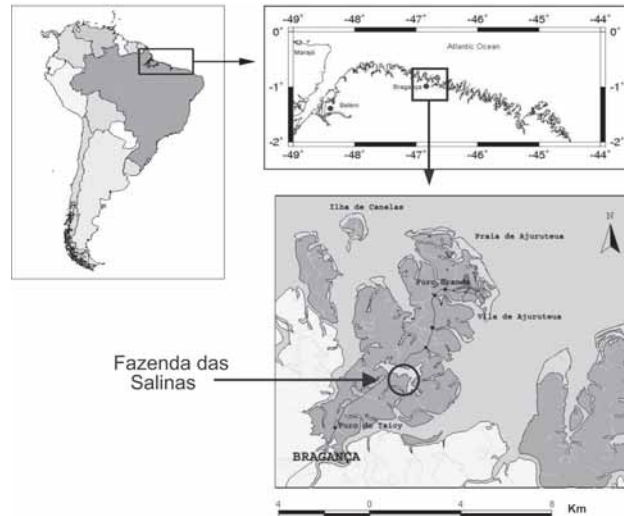 -49° -48° -47° -46° -45° -44°
0° 0°
Atlantic Ocean
Marajó
Bragança
-1° -1°
Belém
-2° -2°
-49° -48° -47° -46° -45° -44°
Ilha de Canelas
N
Praia de Ajuruteua
Furo Grande
Vila de Ajuruteua
Fazenda das
Salinas
Furo do Taicy
BRAGANÇA
4 0 4 8 Km